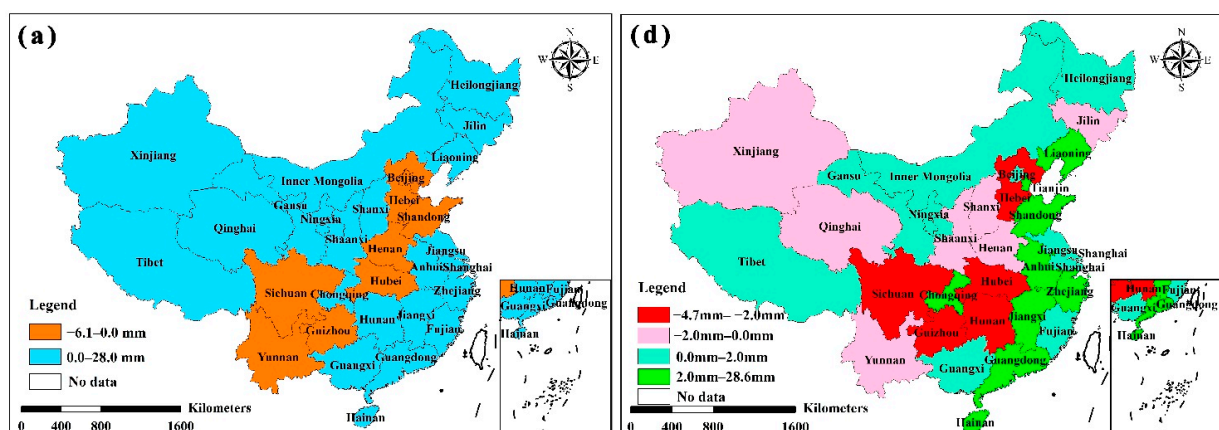 (a)
N
W E
S
Heilongjiang
Jilin
Liaoning
Xinjiang
Beijing
Inner Mongolia
Hebei
Gansu
Shanxi
Ningxia
Shandong
Qinghai
Shaanxi
Henan
Jiangsu
Tibet
Anhui
Shanghai
Sichuan
Hubei
Chongqing
Zhejiang
Hunan
Jiangxi
Guizhou
Fujian
Yunnan
Guangxi
Guangdong
Hainan
Hunan
Fujian
Guangxi
Guangdong
Hainan
Legend
−6.1–0.0 mm
0.0–28.0 mm
No data
Kilometers
0 400 800 1600
(d)
N
W E
S
Heilongjiang
Jilin
Liaoning
Xinjiang
Beijing
Gansu
Inner Mongolia
Tianjin
Hebei
Shanxi
Ningxia
Shandong
Qinghai
Shaanxi
Henan
Jiangsu
Tibet
Anhui
Shanghai
Sichuan
Hubei
Chongqing
Zhejiang
Hunan
Jiangxi
Guizhou
Fujian
Yunnan
Guangxi
Guangdong
Hainan
Hunan
Fujian
Guangxi
Guangdong
Hainan
Legend
−4.7mm– −2.0mm
−2.0mm–0.0mm
0.0mm–2.0mm
2.0mm–28.6mm
No data
Kilometers
0 400 800 1600